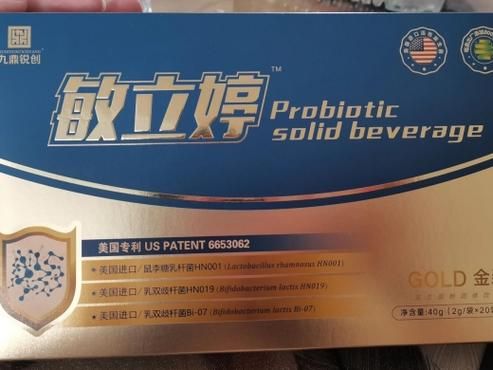 九鼎锐创
敏立婷™
Probiotic
solid beverage
美国专利 US PATENT 6653062
美国进口/鼠李糖乳杆菌HN001 (Lactobacillus rhamnosus HN001)
美国进口/乳双歧杆菌HN019 (Bifidobacterium lactis HN019)
美国进口/乳双歧杆菌Bi-07 (Bifidobacterium lactis Bi-07)
GOLD 金
净含量:40g (2g/袋×20